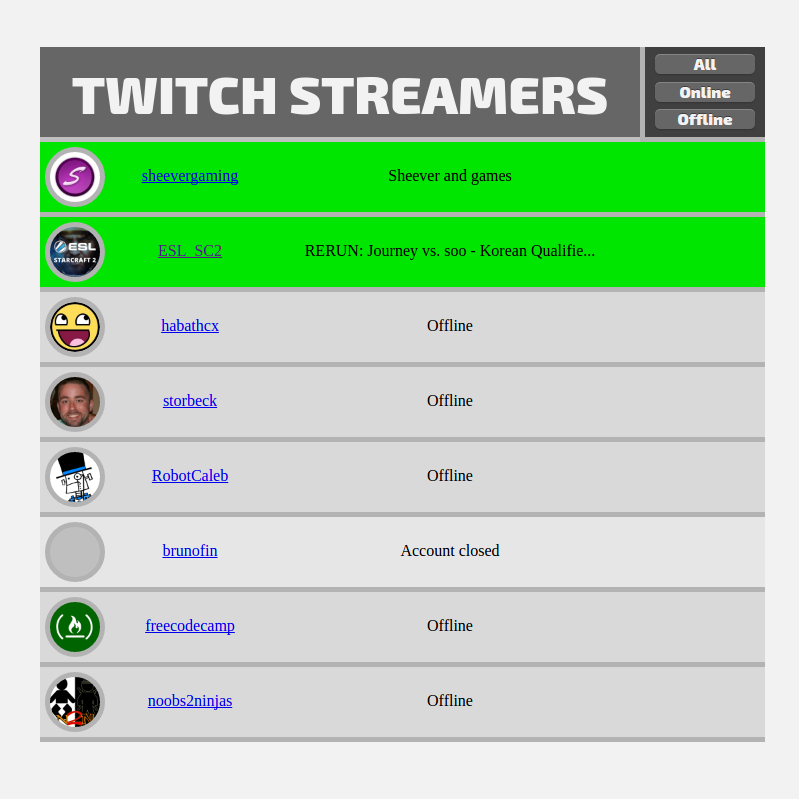 TWITCH STREAMERS
All
Online
Offline
S
sheevergaming
Sheever and games
ESL
STARCRAFT 2
ESL_SC2
RERUN: Journey vs. soo - Korean Qualifie...
habathcx
Offline
storbeck
Offline
RobotCaleb
Offline
brunofin
Account closed
freecodecamp
Offline
N2N
noobs2ninjas
Offline